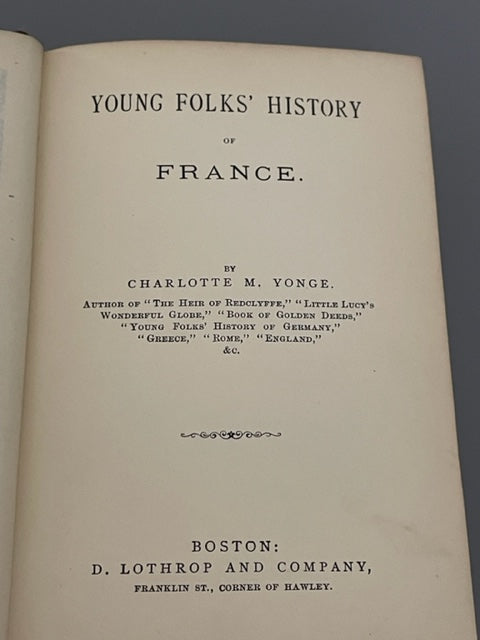 YOUNG FOLKS' HISTORY
OF
FRANCE.
BY
CHARLOTTE M. YONGE.
AUTHOR OF "THE HEIR OF REDCLYFFE," "LITTLE LUCY'S
WONDERFUL GLOBE," "BOOK OF GOLDEN DEEDS,"
"YOUNG FOLKS' HISTORY OF GERMANY,"
"GREECE," "ROME," "ENGLAND,"
&C.
BOSTON:
D. LOTHROP AND COMPANY,
FRANKLIN ST., CORNER OF HAWLEY.